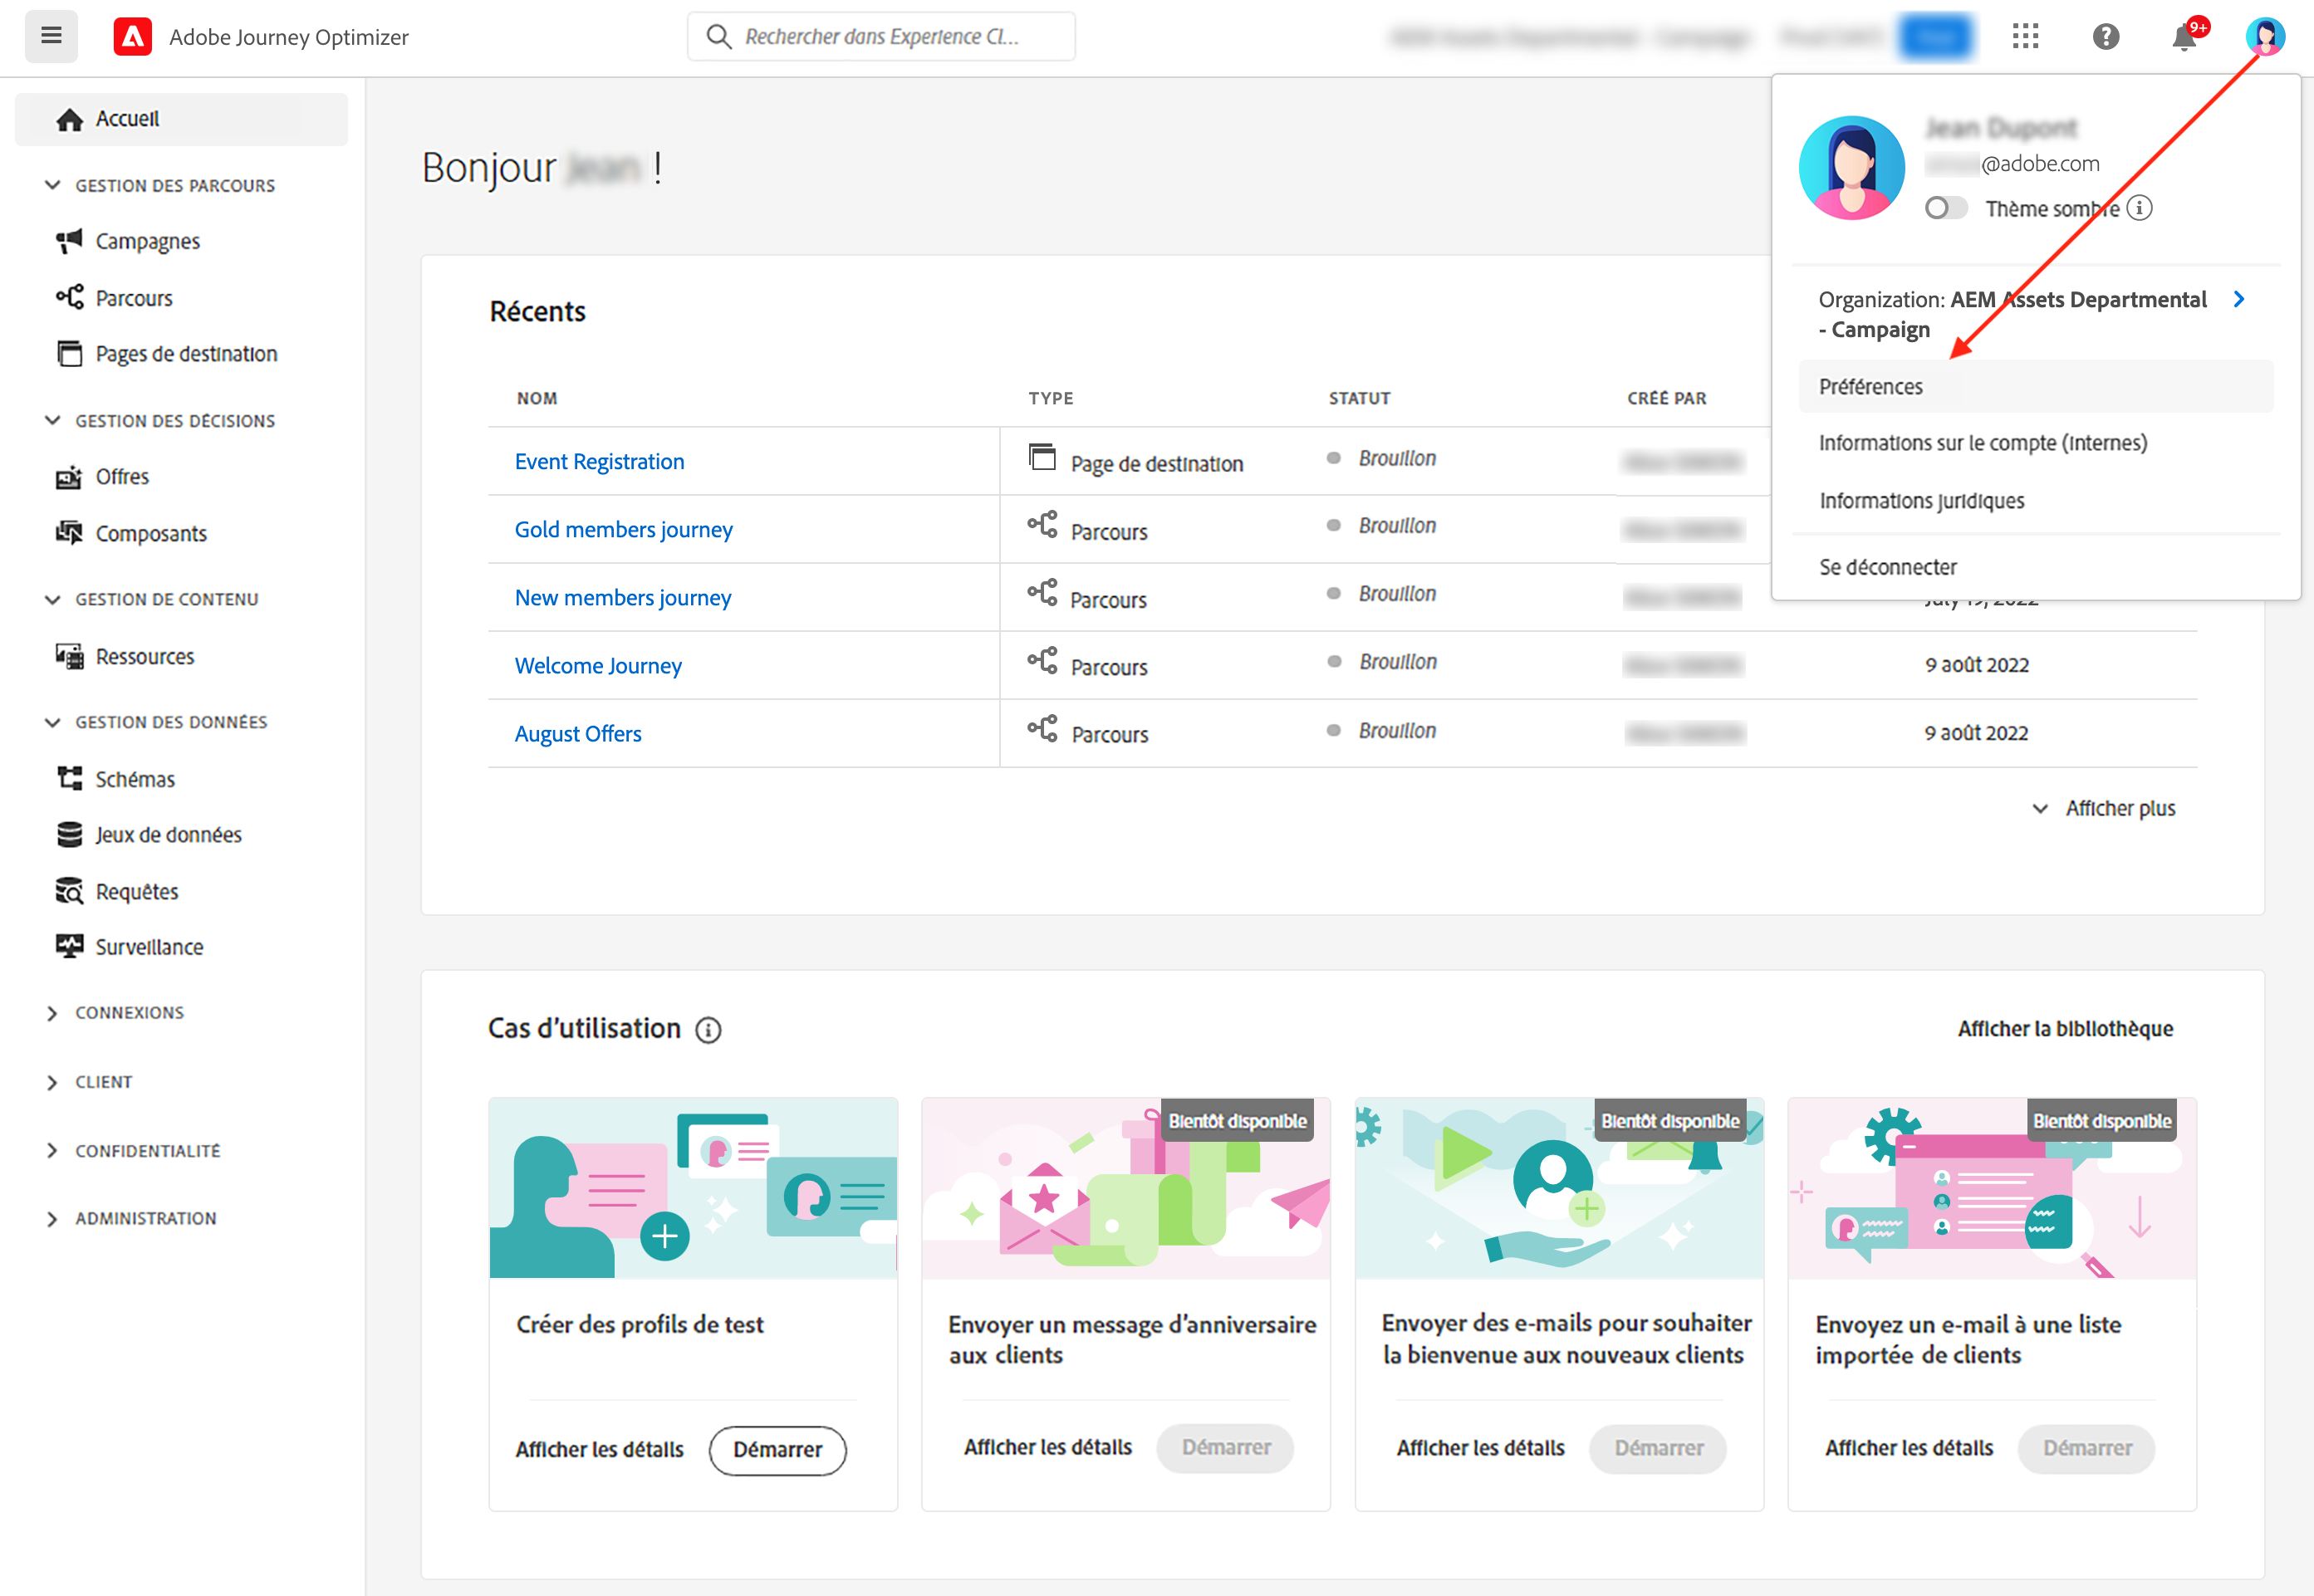 Adobe Journey Optimizer
Rechercher dans Experience Cl...
9+
Accueil
GESTION DES PARCOURS
Campagnes
Parcours
Pages de destination
GESTION DES DÉCISIONS
Offres
Composants
GESTION DE CONTENU
Ressources
GESTION DES DONNÉES
Schémas
Jeux de données
Requêtes
Surveillance
CONNEXIONS
CLIENT
CONFIDENTIALITÉ
ADMINISTRATION
Bonjour Jean !
Jean Dupont
@adobe.com
Thème sombre
Organization: AEM Assets Departmental
- Campaign
Préférences
Informations sur le compte (internes)
Informations juridiques
Se déconnecter
Récents
NOM TYPE STATUT CRÉÉ PAR
Event Registration Page de destination Brouillon
Gold members journey Parcours Brouillon
New members journey Parcours Brouillon July 19, 2022
Welcome Journey Parcours Brouillon 9 août 2022
August Offers Parcours Brouillon 9 août 2022
Afficher plus
Cas d’utilisation
Afficher la bibliothèque
Créer des profils de test
Afficher les détails Démarrer
Bientôt disponible
Envoyer un message d’anniversaire
aux clients
Afficher les détails Démarrer
Bientôt disponible
Envoyer des e-mails pour souhaiter
la bienvenue aux nouveaux clients
Afficher les détails Démarrer
Bientôt disponible
Envoyez un e-mail à une liste
importée de clients
Afficher les détails Démarrer